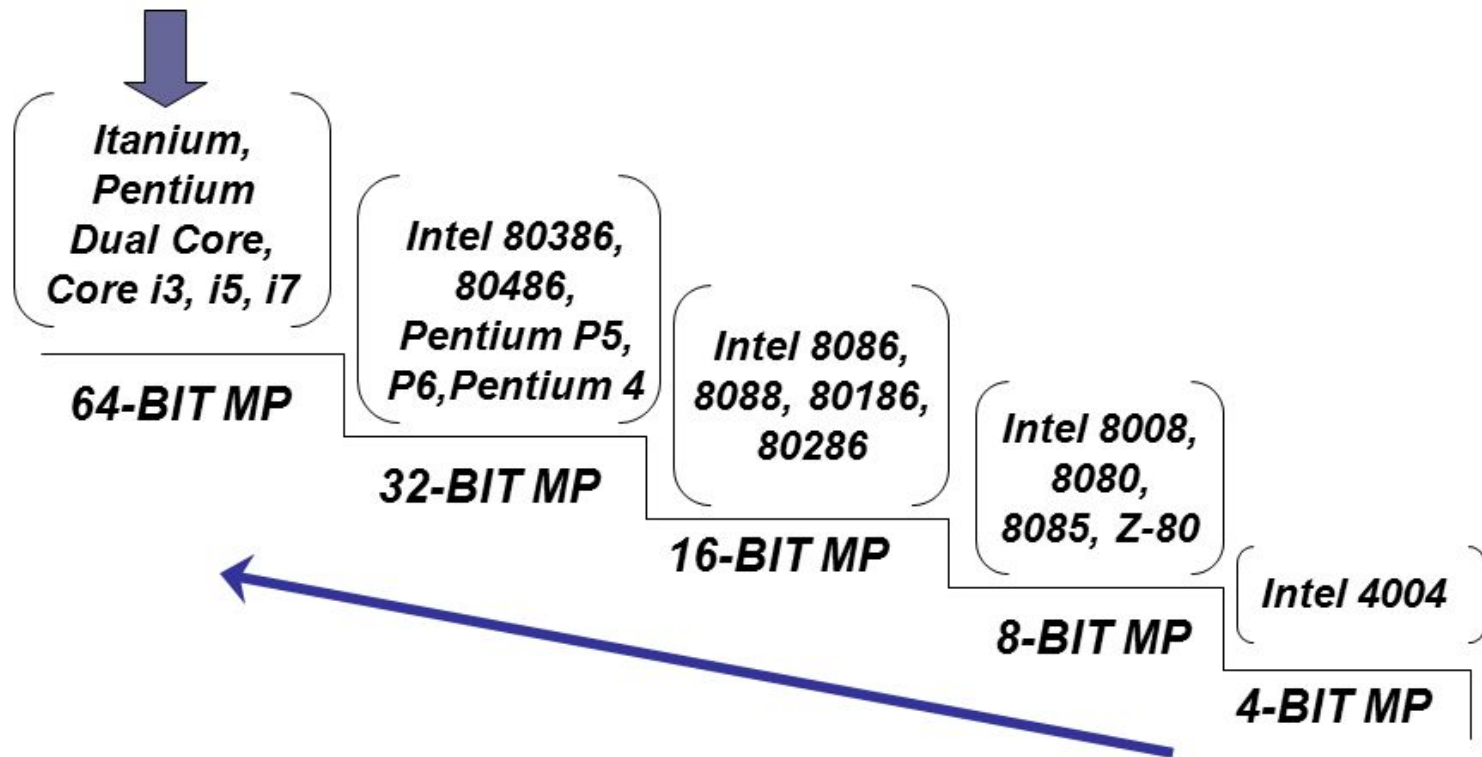 Itanium,
Pentium
Dual Core,
Core i3, i5, i7
64-BIT MP
Intel 80386,
80486,
Pentium P5,
P6,Pentium 4
32-BIT MP
Intel 8086,
8088, 80186,
80286
16-BIT MP
Intel 8008,
8080,
8085, Z-80
8-BIT MP
Intel 4004
4-BIT MP